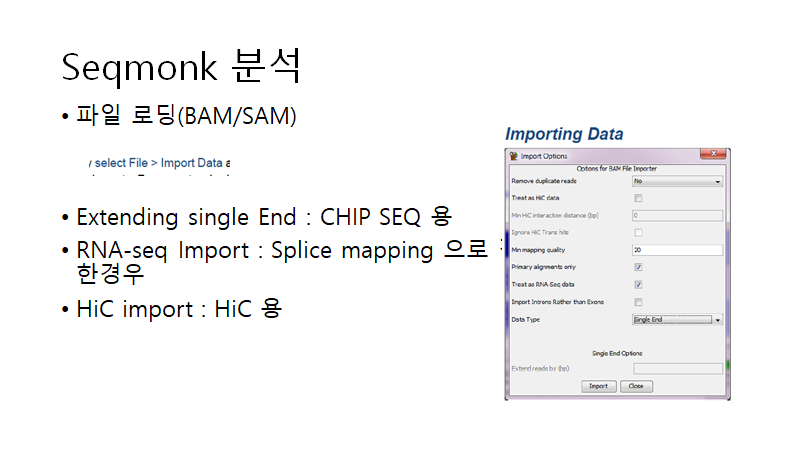 Seqmonk 분석
• 파일 로딩(BAM/SAM)
select File > Import Data a
• Extending single End : CHIP SEQ 용
• RNA-seq Import : Splice mapping 으로
한경우
• HiC import : HiC 용
Importing Data
Import Options
Options for BAM File Importer
Remove duplicate reads No
Treat as HiC data
Min HiC interaction distance (bp) 0
Ignore HiC Trans hits
Min mapping quality 20
Primary alignments only
Treat as RNA-Seq data
Import Introns Rather than Exons
Data Type Single End
Single End Options
Extend reads by (bp)
Import Close